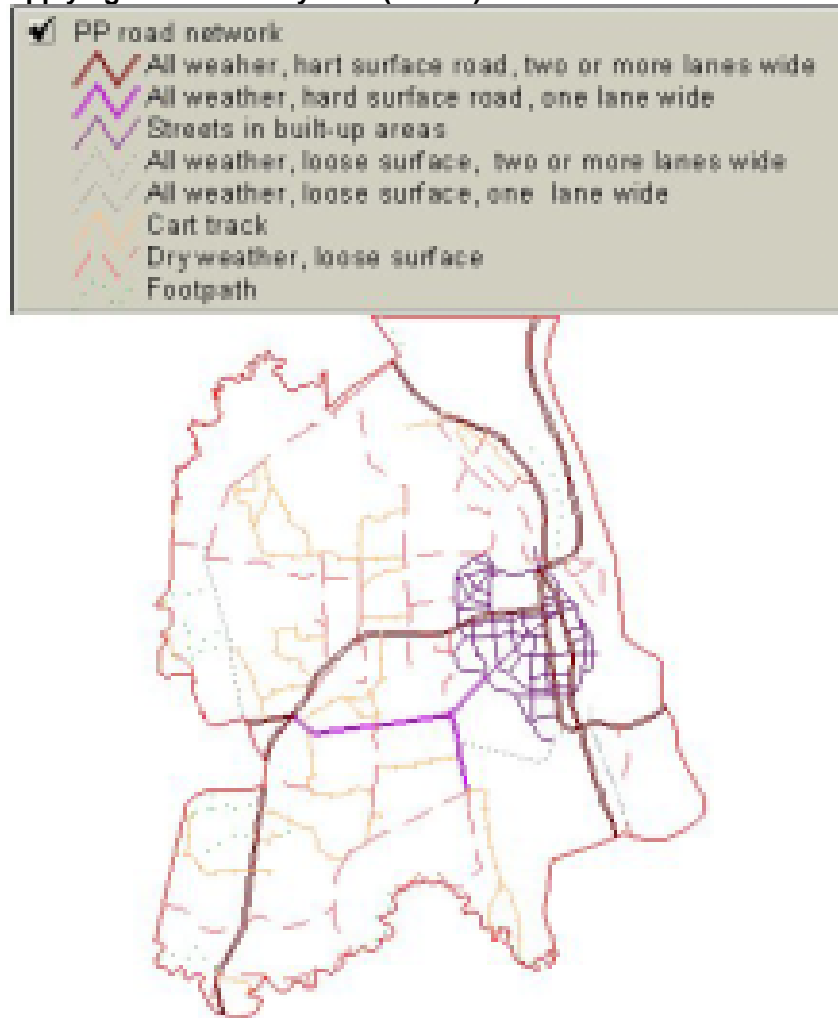 PP road network
All weaher, hart surface road, two or more lanes wide
All weather, hard surface road, one lane wide
Streets in built-up areas
All weather, loose surface, two or more lanes wide
All weather, loose surface, one lane wide
Cart track
Dry weather, loose surface
Footpath